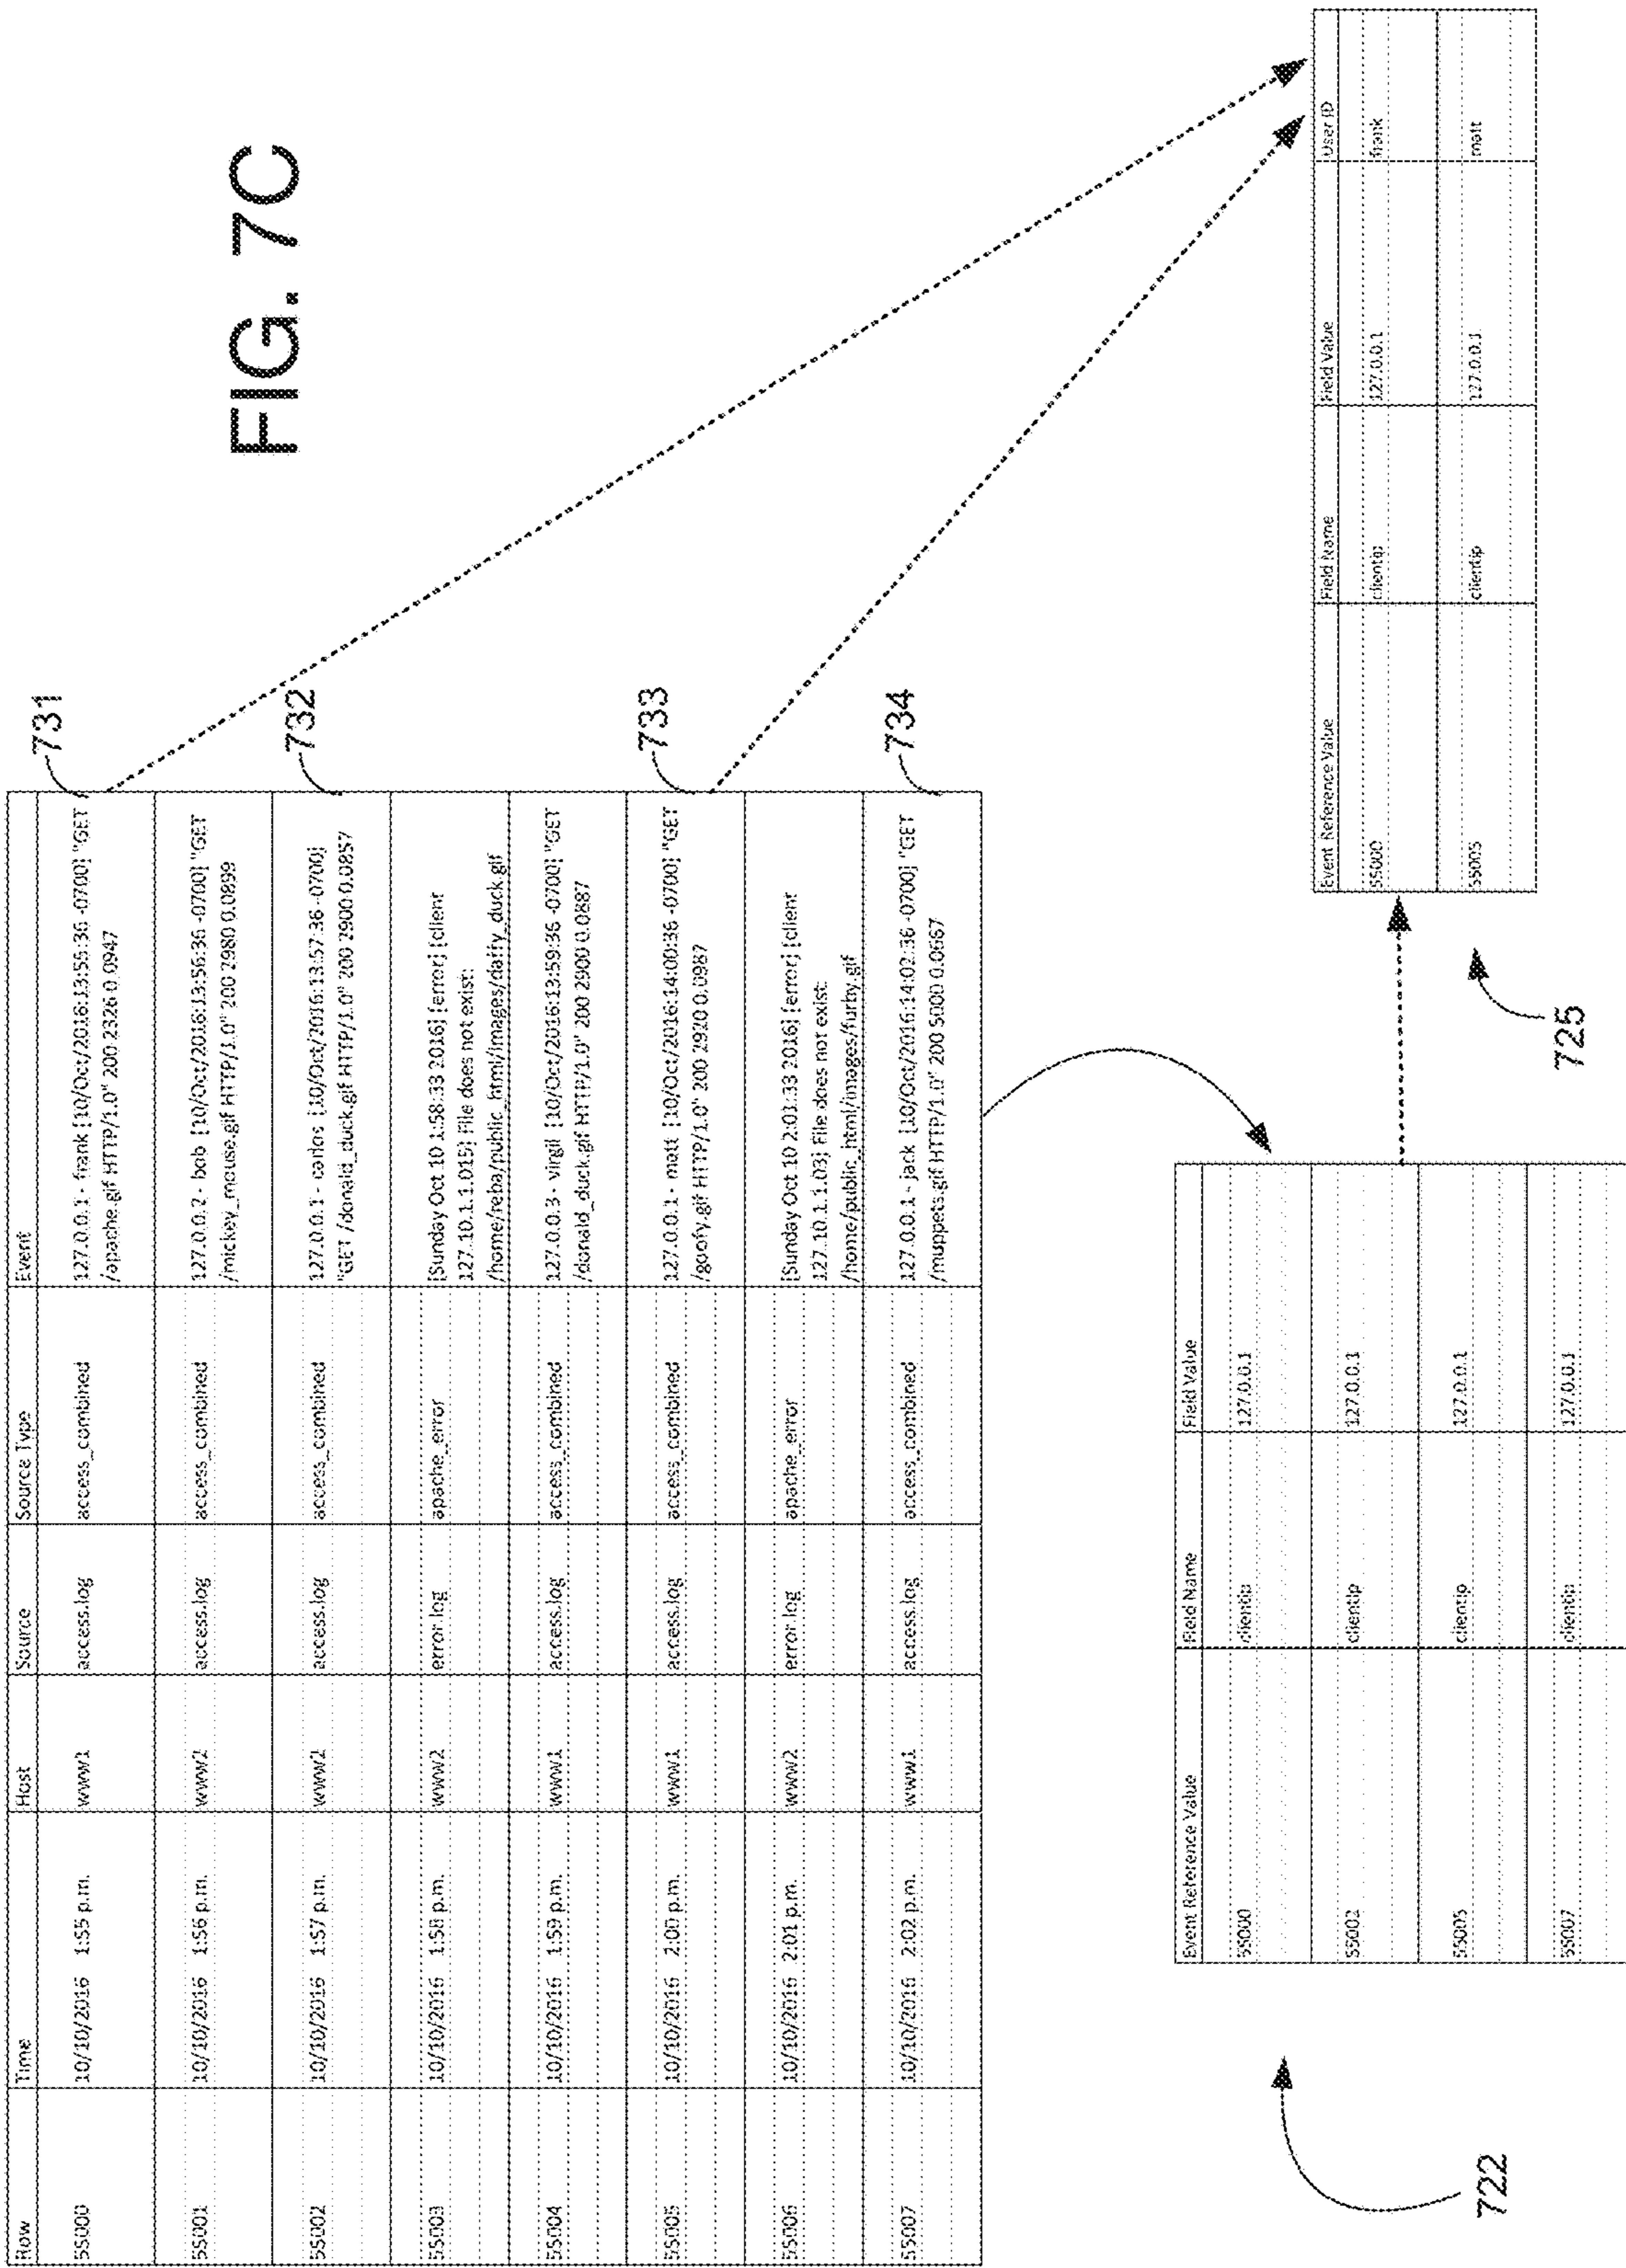 FIG. 7C
Row Time Host Source Source Type Event
55000 10/10/2016 1:55 p.m. www1 access.log access_combined 127.0.0.1 - frank [10/Oct/2016:13:55:36 -0700] "GET
/apache.gif HTTP/1.0" 200 2326 0.0947
731
55001 10/10/2016 1:56 p.m. www2 access.log access_combined 127.0.0.2 - bob [10/Oct/2016:13:56:36 -0700] "GET
/mickey_mouse.gif HTTP/1.0" 200 2980 0.0899
55002 10/10/2016 1:57 p.m. www2 access.log access_combined 127.0.0.1 - carlos [10/Oct/2016:13:57:36 -0700]
"GET /donald_duck.gif HTTP/1.0" 200 2900 0.0857
732
55003 10/10/2016 1:58 p.m. www2 error.log apache_error [Sunday Oct 10 1:58:33 2016] [error] [client
127.10.1.1.015] File does not exist:
/home/reba/public_html/images/daffy_duck.gif
55004 10/10/2016 1:59 p.m. www1 access.log access_combined 127.0.0.3 - virgil [10/Oct/2016:13:59:36 -0700] "GET
/donald_duck.gif HTTP/1.0" 200 2900 0.0887
55005 10/10/2016 2:00 p.m. www1 access.log access_combined 127.0.0.1 - matt [10/Oct/2016:14:00:36 -0700] "GET
/goofy.gif HTTP/1.0" 200 2920 0.0987
733
55006 10/10/2016 2:01 p.m. www2 error.log apache_error [Sunday Oct 10 2:01:33 2016] [error] [client
127.10.1.1.03] File does not exist:
/home/public_html/images/furby.gif
55007 10/10/2016 2:02 p.m. www1 access.log access_combined 127.0.0.1 - jack [10/Oct/2016:14:02:36 -0700] "GET
/muppets.gif HTTP/1.0" 200 5000 0.0667
734
722
Event Reference Value Field Name Field Value
55000 clientip 127.0.0.1
55002 clientip 127.0.0.1
55005 clientip 127.0.0.1
55007 clientip 127.0.0.1
725
Event Reference Value Field Name Field Value User ID
55000 clientip 127.0.0.1 frank
55005 clientip 127.0.0.1 matt